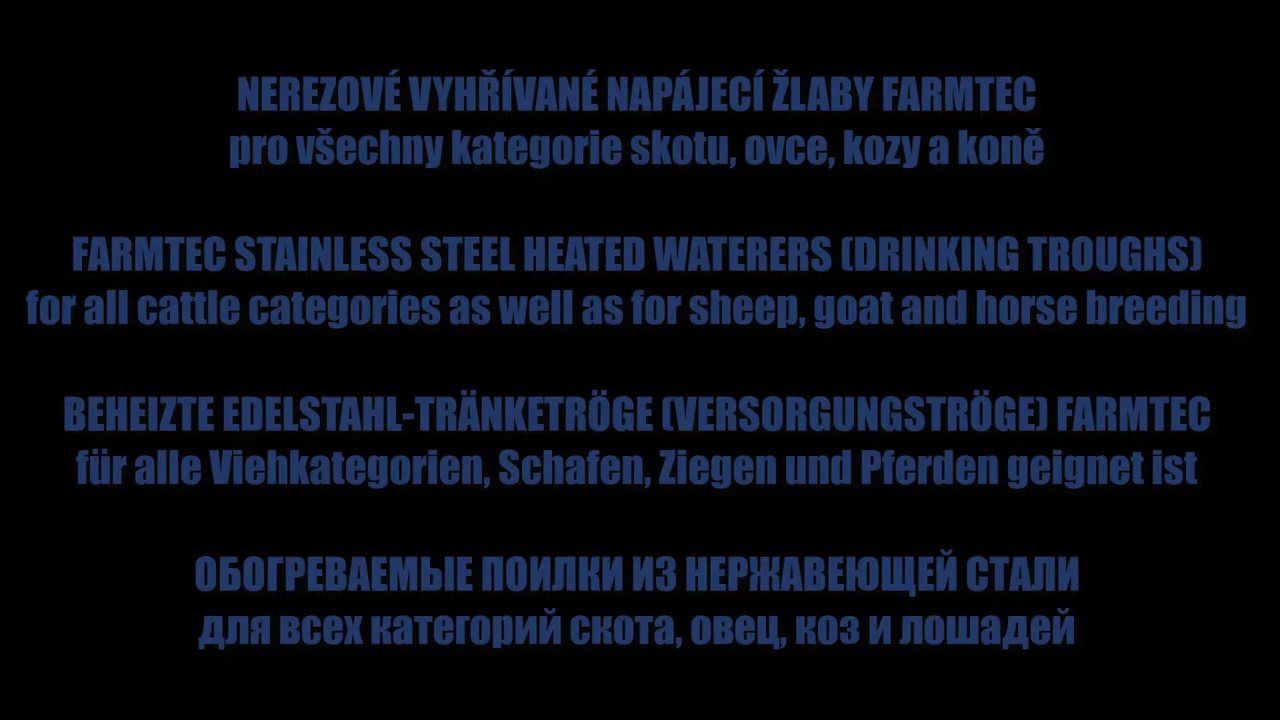 NEREZOVÉ VYHŘÍVANÉ NAPÁJECÍ ŽLABY FARMTEC
pro všechny kategorie skotu, ovce, kozy a koně
FARMTEC STAINLESS STEEL HEATED WATERERS (DRINKING TROUGHS)
for all cattle categories as well as for sheep, goat and horse breeding
BEHEIZTE EDELSTAHL-TRÄNKETRÖGE (VERSORGUNGSTRÖGE) FARMTEC
für alle Viehkategorien, Schafen, Ziegen und Pferden geignet ist
ОБОГРЕВАЕМЫЕ ПОИЛКИ ИЗ НЕРЖАВЕЮЩЕЙ СТАЛИ
для всех категорий скота, овец, коз и лошадей